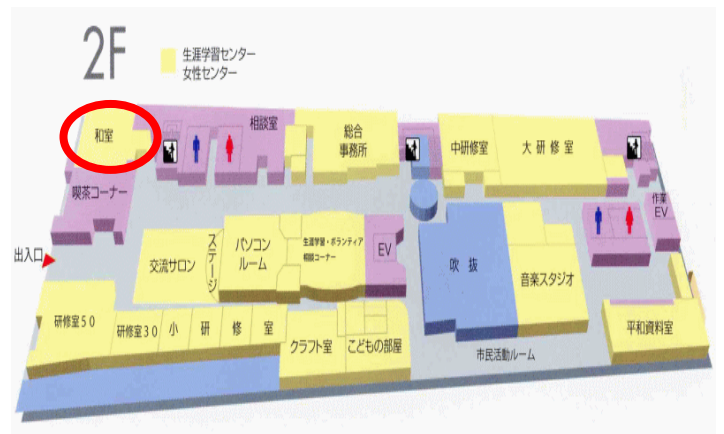 2F
生涯学習センター
女性センター
和室
相談室
総合
事務所
中研修室
大研修室
喫茶コーナー
作業
EV
出入口
交流サロン
ステージ
パソコン
ルーム
生涯学習・ボランティア
相談コーナー
EV
吹抜
音楽スタジオ
研修室50
研修室30
小研修室
クラフト室
こどもの部屋
市民活動ルーム
平和資料室